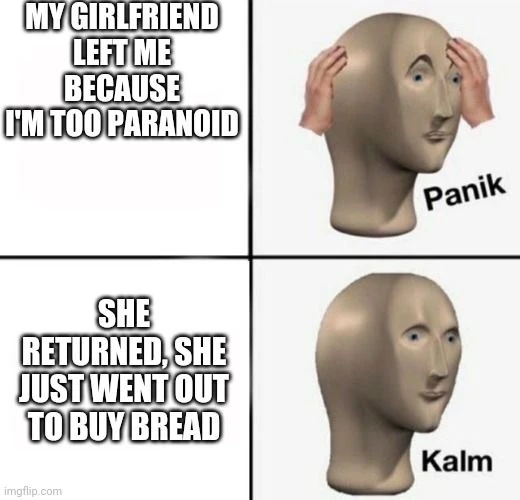 MY GIRLFRIEND
LEFT ME
BECAUSE
I'M TOO PARANOID
Panik
SHE
RETURNED, SHE
JUST WENT OUT
TO BUY BREAD
Kalm
imgflip.com